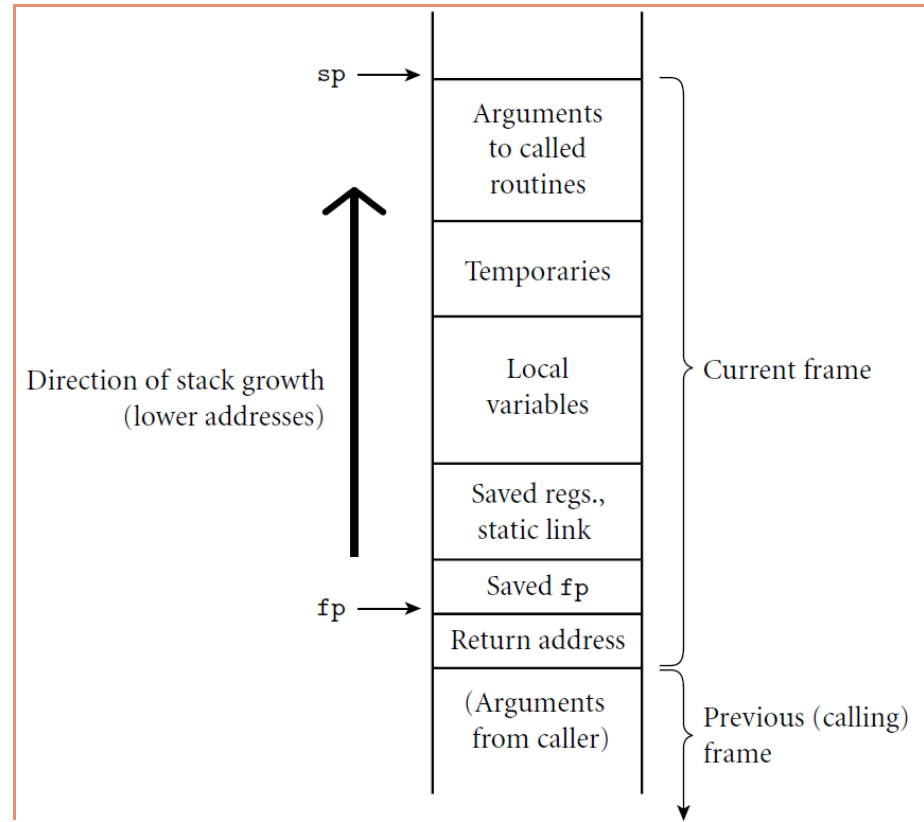 sp
Arguments
to called
routines
Temporaries
Direction of stack growth
(lower addresses)
Local
variables
Current frame
Saved regs.,
static link
Saved fp
fp
Return address
(Arguments
from caller)
Previous (calling)
frame